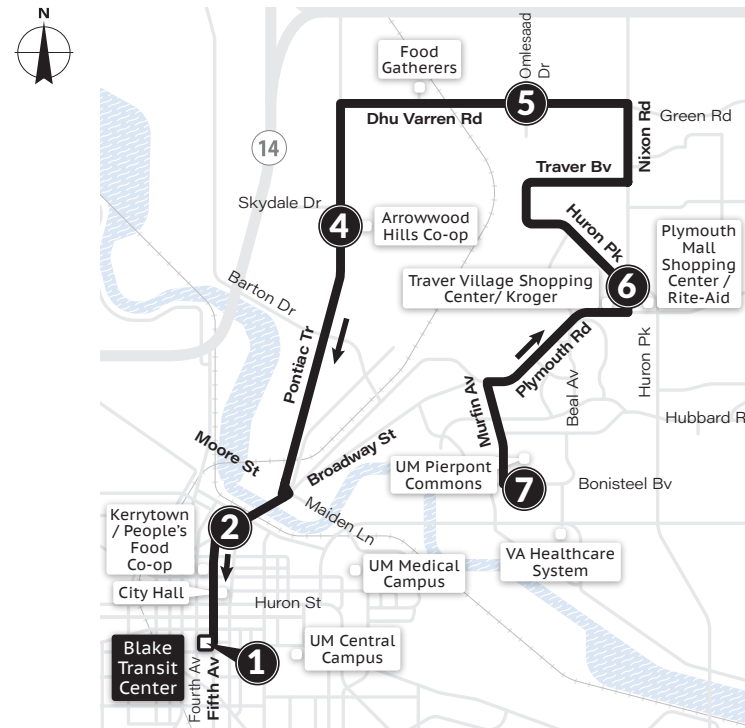 N
Food
Gatherers
Omlesaad
Dr
5
Dhu Varren Rd
Nixon Rd
Green Rd
14
Traver Bv
Skydale Dr
4
Arrowwood
Hills Co-op
Huron Pk
Plymouth
Mall
Shopping
Center /
Rite-Aid
Traver Village Shopping
Center/ Kroger
6
Barton Dr
Pontiac Tr
Plymouth Rd
Huron Pk
Murfin Av
Beal Av
Hubbard R
Moore St
Broadway St
UM Pierpont
Commons
7
Bonisteel Bv
Kerrytown
/ People's
Food
Co-op
2
Maiden Ln
VA Healthcare
System
City Hall
UM Medical
Campus
Huron St
Blake
Transit
Center
1
UM Central
Campus
Fourth Av
Fifth Av